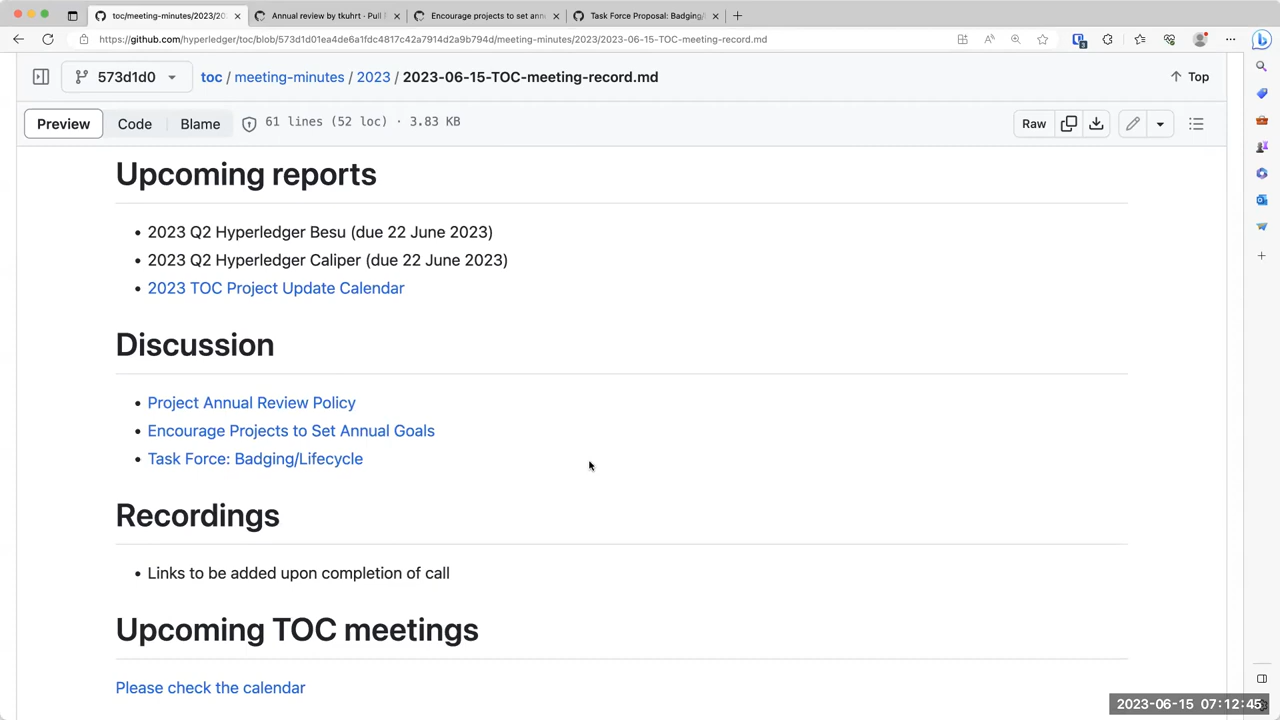 toc/meeting-minutes/2023/20
Annual review by tkuhrt · Pull
Encourage projects to set ann
Task Force Proposal: Badging/
https://github.com/hyperledger/toc/blob/573d1d01ea4de6a1fdc4817c42a7914d2a9b794d/meeting-minutes/2023/2023-06-15-TOC-meeting-record.md
573d1d0
toc / meeting-minutes / 2023 / 2023-06-15-TOC-meeting-record.md
Top
Preview Code Blame 61 lines (52 loc) · 3.83 KB Raw
Upcoming reports
• 2023 Q2 Hyperledger Besu (due 22 June 2023)
• 2023 Q2 Hyperledger Caliper (due 22 June 2023)
• 2023 TOC Project Update Calendar
Discussion
• Project Annual Review Policy
• Encourage Projects to Set Annual Goals
• Task Force: Badging/Lifecycle
Recordings
• Links to be added upon completion of call
Upcoming TOC meetings
Please check the calendar
2023-06-15 07:12:45